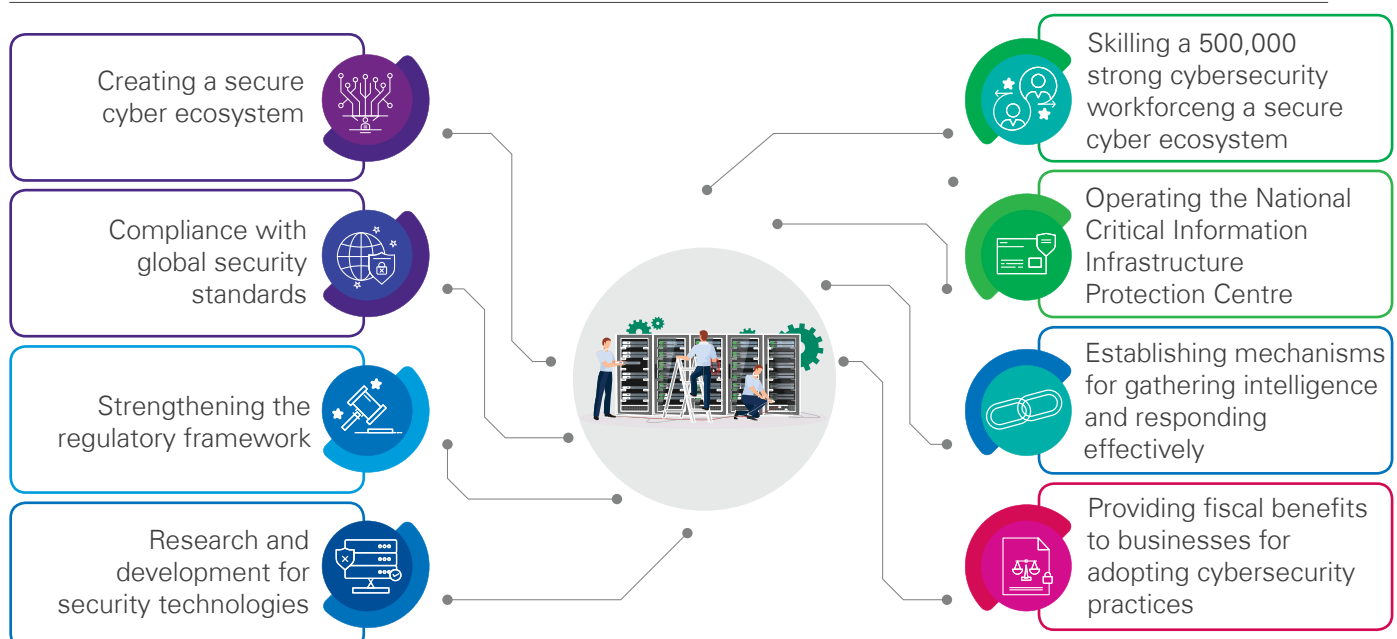 Creating a secure
cyber ecosystem
Compliance with
global security
standards
Strengthening the
regulatory framework
Research and
development for
security technologies
Skilling a 500,000
strong cybersecurity
workforceng a secure
cyber ecosystem
Operating the National
Critical Information
Infrastructure
Protection Centre
Establishing mechanisms
for gathering intelligence
and responding
effectively
Providing fiscal benefits
to businesses for
adopting cybersecurity
practices